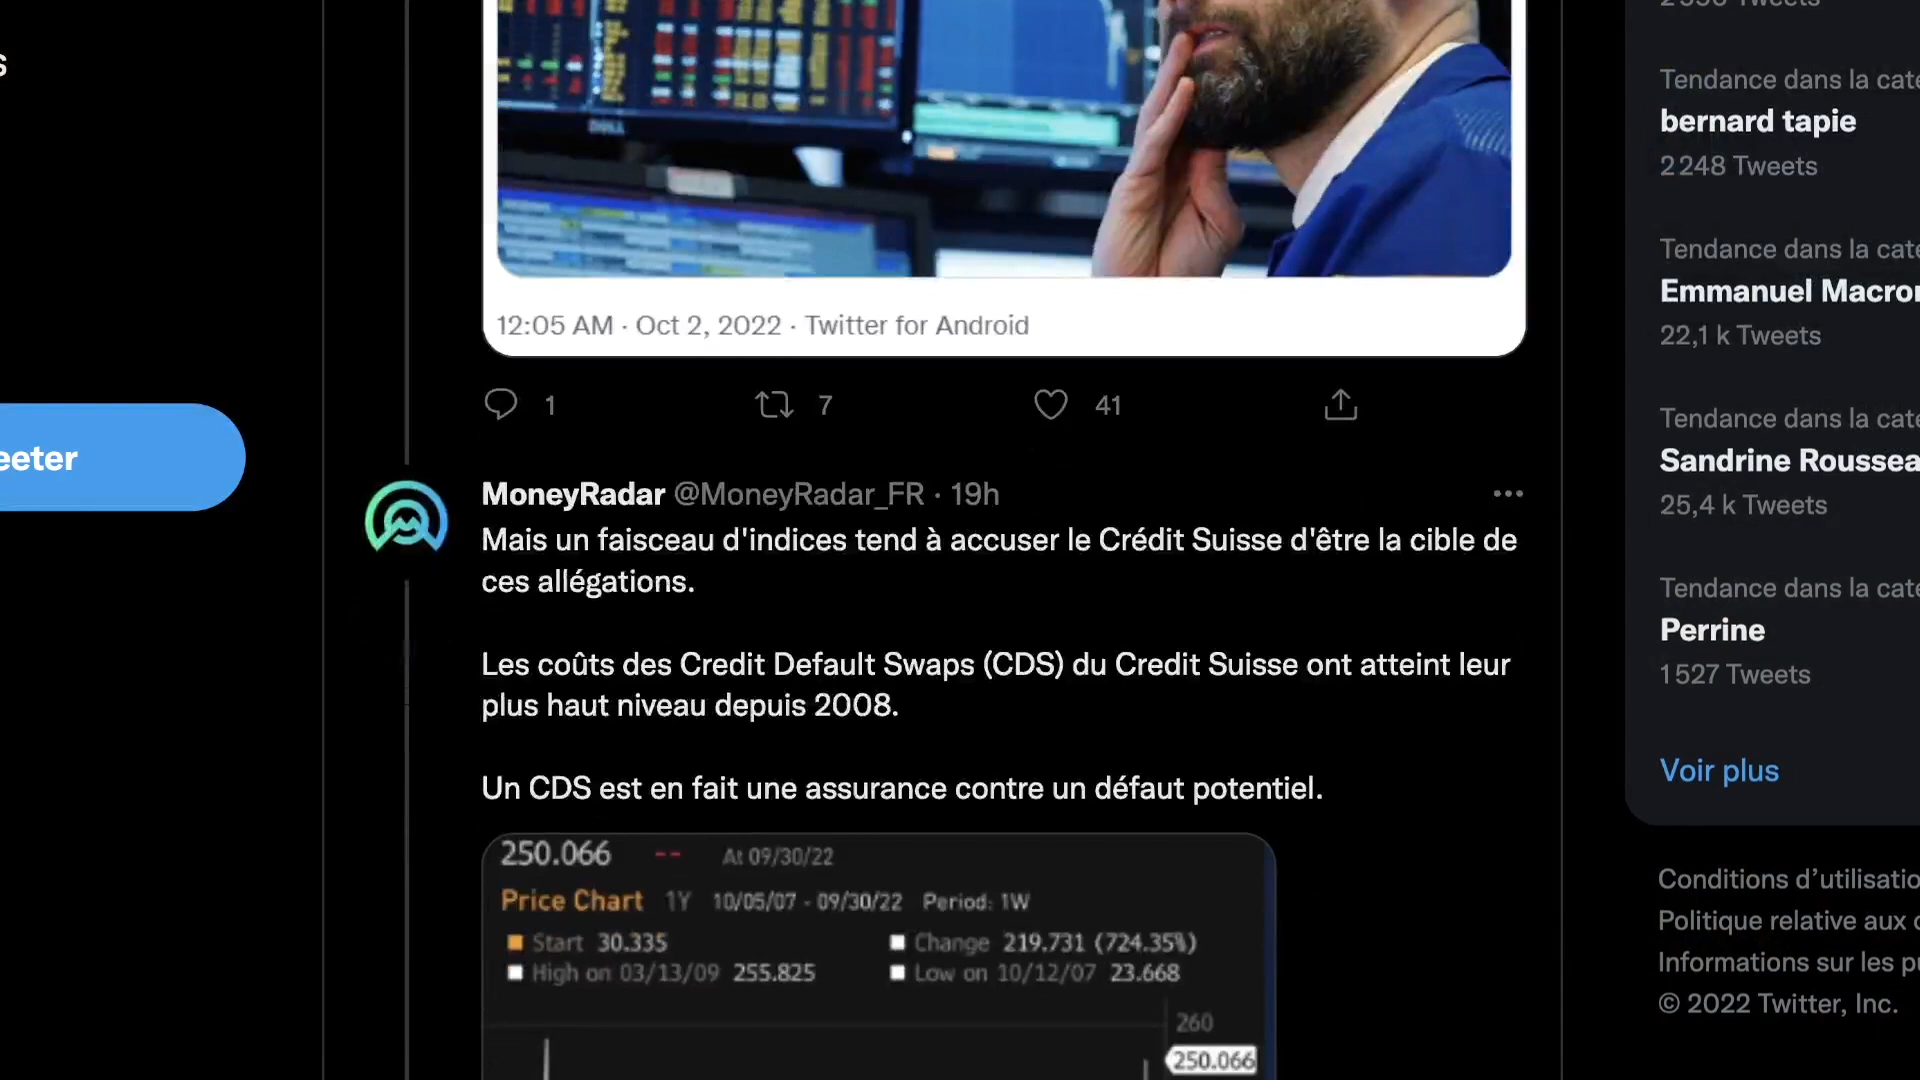 DELL
12:05 AM · Oct 2, 2022 · Twitter for Android
1 7 41
eeter
MoneyRadar @MoneyRadar_FR · 19h
Mais un faisceau d'indices tend à accuser le Crédit Suisse d'être la cible de
ces allégations.
Les coûts des Credit Default Swaps (CDS) du Credit Suisse ont atteint leur
plus haut niveau depuis 2008.
Un CDS est en fait une assurance contre un défaut potentiel.
250.066 -- At 09/30/22
Price Chart 1Y 10/05/07 - 09/30/22 Period: 1W
Start 30.335 Change 219.731 (724.35%)
High on 03/13/09 255.825 Low on 10/12/07 23.668
260
250.066
Tendance dans la caté
bernard tapie
2 248 Tweets
Tendance dans la caté
Emmanuel Macron
22,1 k Tweets
Tendance dans la caté
Sandrine Roussea
25,4 k Tweets
Tendance dans la caté
Perrine
1 527 Tweets
Voir plus
Conditions d’utilisatio
Politique relative aux c
Informations sur les pu
© 2022 Twitter, Inc.